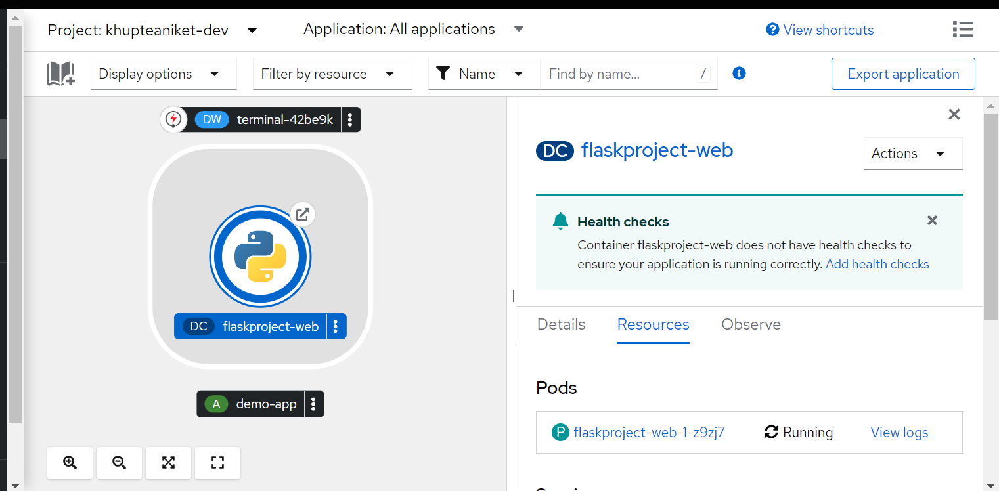 Project: khupteaniket-dev
Application: All applications
View shortcuts
Display options
Filter by resource
Name
Find by name...
/
Export application
DW terminal-42be9k
DC flaskproject-web
A demo-app
DC flaskproject-web
Actions
Health checks
Container flaskproject-web does not have health checks to
ensure your application is running correctly. Add health checks
Details
Resources
Observe
Pods
P flaskproject-web-1-z9zj7
Running
View logs